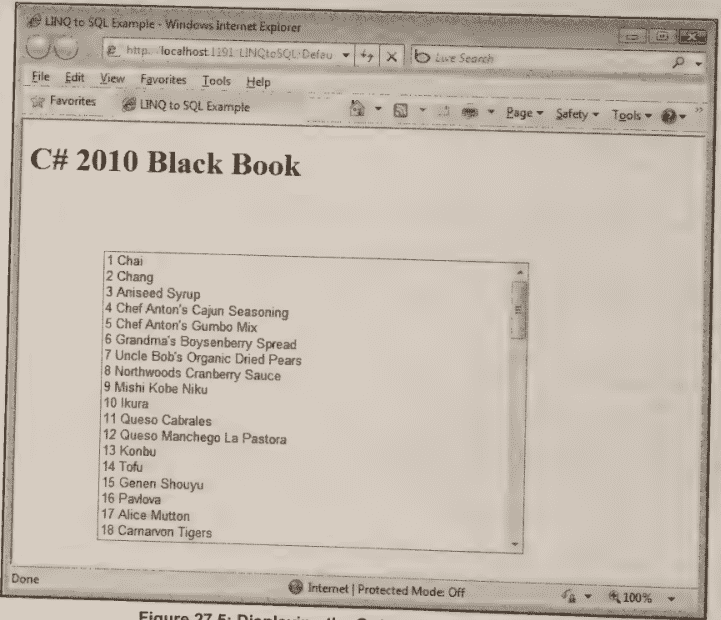 LINQ to SQL Example - Windows Internet Explorer
http://localhost:1191/LINQtoSQL/Defau
Live Search
File Edit View Favorites Tools Help
Favorites LINQ to SQL Example
Page Safety Tools
C# 2010 Black Book
1 Chai
2 Chang
3 Aniseed Syrup
4 Chef Anton's Cajun Seasoning
5 Chef Anton's Gumbo Mix
6 Grandma's Boysenberry Spread
7 Uncle Bob's Organic Dried Pears
8 Northwoods Cranberry Sauce
9 Mishi Kobe Niku
10 Ikura
11 Queso Cabrales
12 Queso Manchego La Pastora
13 Konbu
14 Tofu
15 Genen Shouyu
16 Pavlova
17 Alice Mutton
18 Carnarvon Tigers
Done
Internet | Protected Mode: Off
100%
Figure 27.5: Displaying the